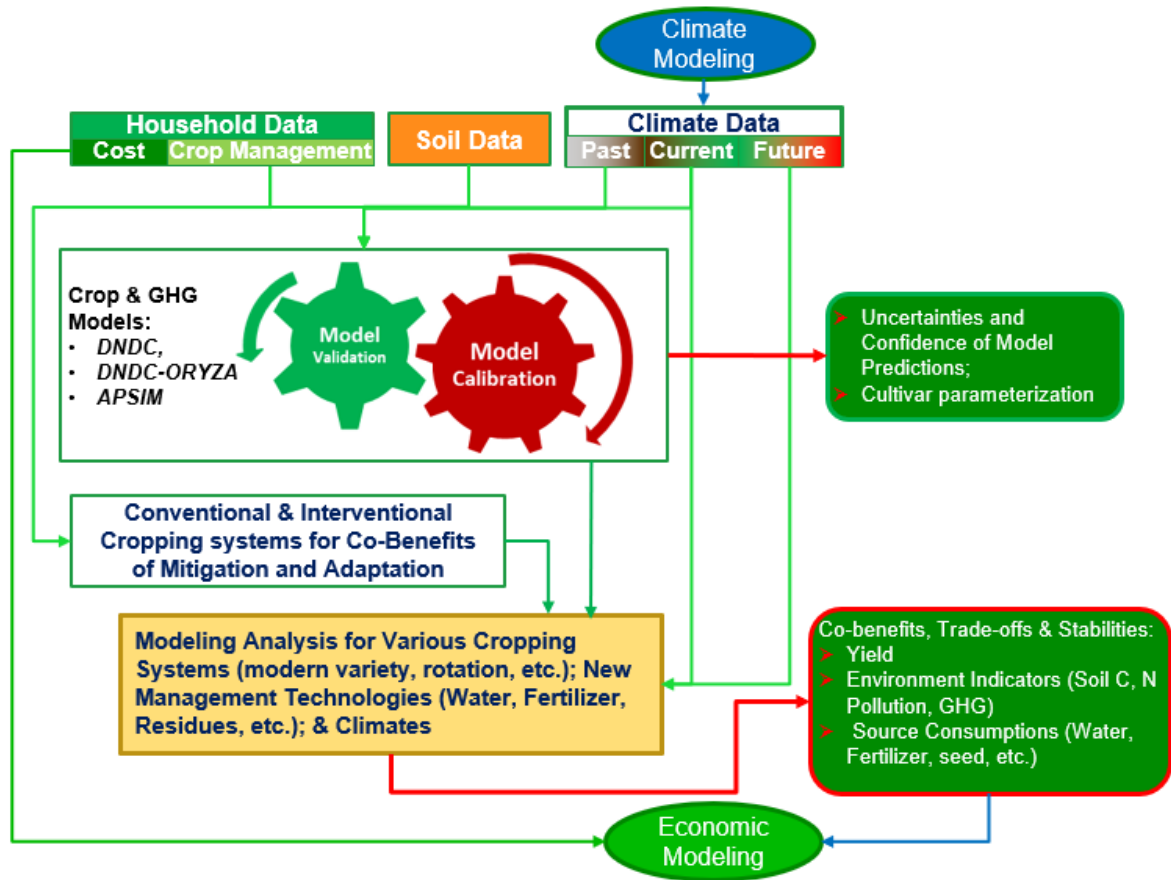 Climate
Modeling
Household Data
Cost
Crop Management
Soil Data
Climate Data
Past
Current
Future
Crop & GHG
Models:
• DNDC,
• DNDC-ORYZA
• APSIM
Model
Validation
Model
Calibration
➤ Uncertainties and
Confidence of Model
Predictions;
➤ Cultivar parameterization
Conventional & Interventional
Cropping systems for Co-Benefits
of Mitigation and Adaptation
Modeling Analysis for Various Cropping
Systems (modern variety, rotation, etc.); New
Management Technologies (Water, Fertilizer,
Residues, etc.); & Climates
Co-benefits, Trade-offs & Stabilities:
➤ Yield
➤ Environment Indicators (Soil C, N
Pollution, GHG)
➤ Source Consumptions (Water,
Fertilizer, seed, etc.)
Economic
Modeling